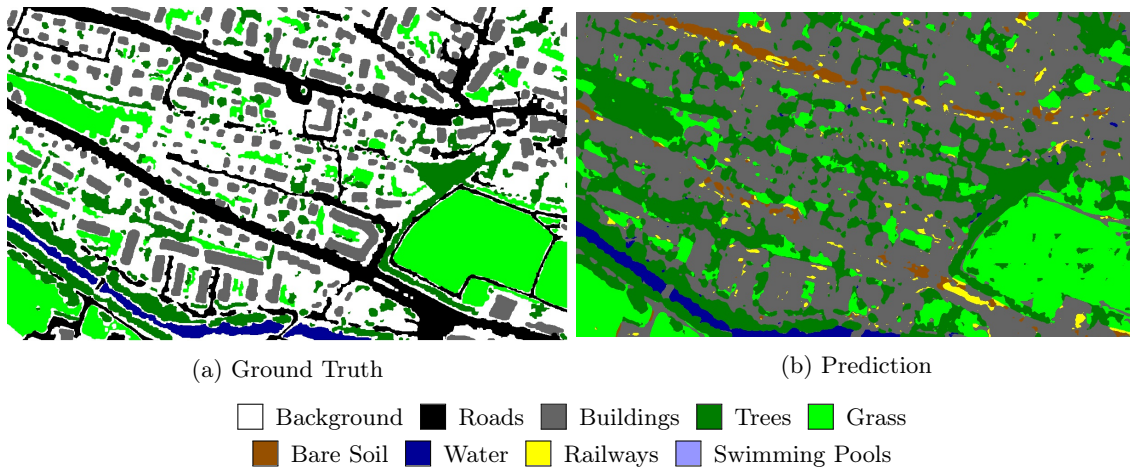 (a) Ground Truth
(b) Prediction
Background Roads Buildings Trees Grass
Bare Soil Water Railways Swimming Pools